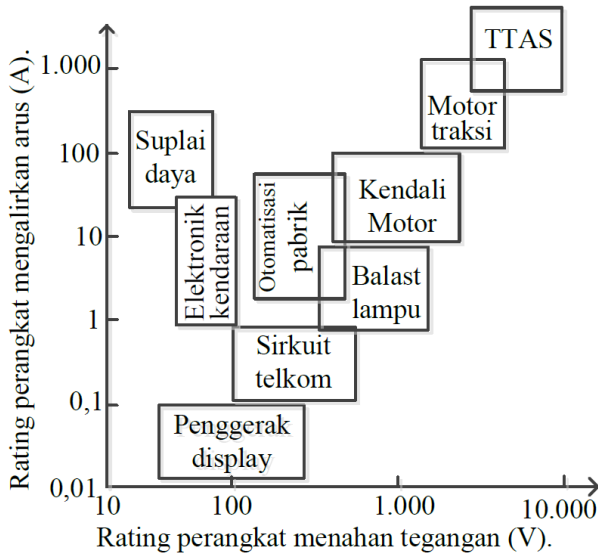 Rating perangkat mengalirkan arus (A).
1.000
100
10
1
0,1
0,01
TTAS
Motor
traksi
Suplai
daya
Kendali
Motor
Otomatisasi
pabrik
Elektronik
kendaraan
Balast
lampu
Sirkuit
telkom
Penggerak
display
10
100
1.000
10.000
Rating perangkat menahan tegangan (V).